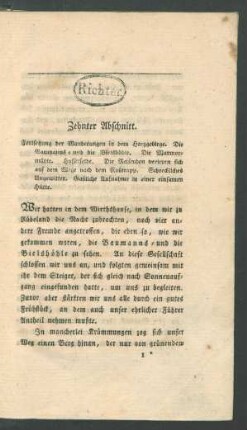 Richter
Zehnter Abschnitt.
Fortsetzung der Wanderungen in dem Harzgebirge. Die
Baumanns- und die Bielshöhle. Die Marmor-
mühle. Die Reisenden verirren sich
auf dem Wege nach dem Roßtrapp. Schreckliches
Ungewitter. Gastliche Aufnahme in einer einsamen
Hütte.
Wir hatten in dem Wirthshause, in dem wir zu
Rübeland die Nacht zubrachten, noch vier an-
dere Fremde angetroffen, die eben so, wie wir
gekommen waren, die Baumanns- und die
Bielshöhle zu sehen. An diese Gesellschaft
schlossen wir uns an, und folgten gemeinsam mit
ihr dem Steiger, der sich gleich nach Sonnenauf-
gang eingefunden hatte, um uns zu begleiten.
Zuvor aber stärkten wir uns alle durch ein gutes
Frühstück, an dem auch unser ehrlicher Führer
Antheil nehmen mußte.
In mancherlei Krümmungen zog sich unser
Weg einen Berg hinan, der nur von grünendem
1 *